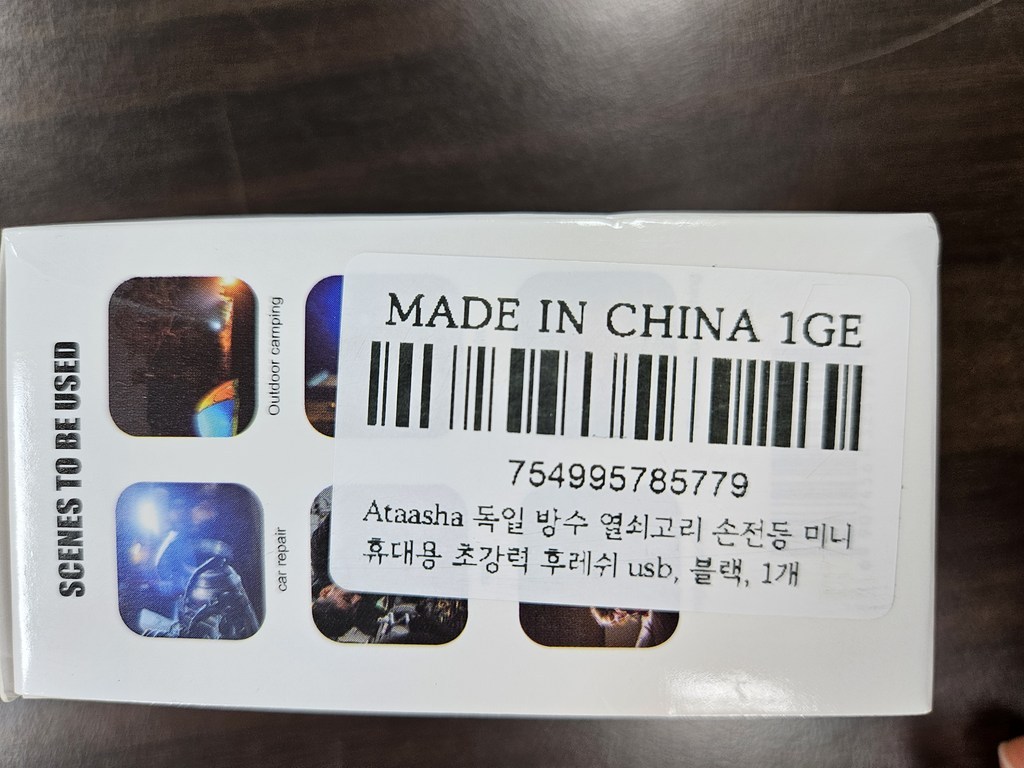 SCENES TO BE USED
Outdoor camping
car repair
MADE IN CHINA 1GE
754995785779
Ataasha 독일 방수 열쇠고리 손전등 미니
휴대용 초강력 후레쉬 usb, 블랙, 1개